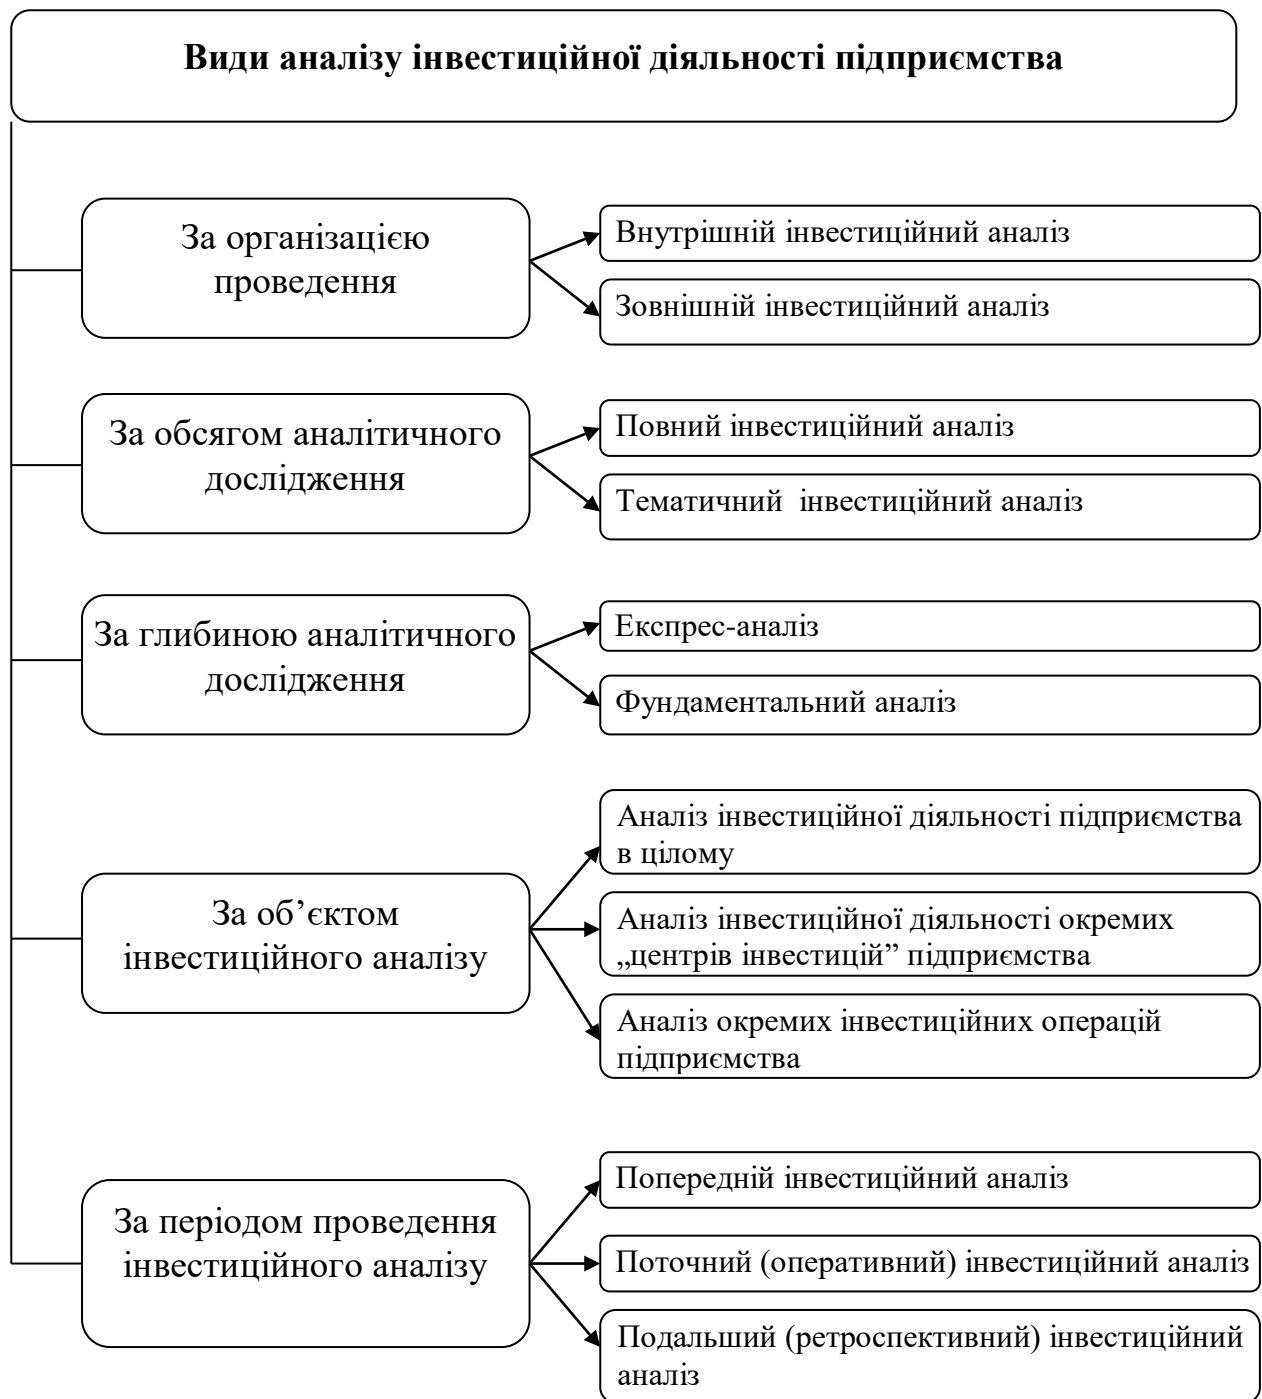 Види аналізу інвестиційної діяльності підприємства
За організацією
проведення
Внутрішній інвестиційний аналіз
Зовнішній інвестиційний аналіз
За обсягом аналітичного
дослідження
Повний інвестиційний аналіз
Тематичний  інвестиційний аналіз
За глибиною аналітичного
дослідження
Експрес-аналіз
Фундаментальний аналіз
За об’єктом
інвестиційного аналізу
Аналіз інвестиційної діяльності підприємства
в цілому
Аналіз інвестиційної діяльності окремих
„центрів інвестицій” підприємства
Аналіз окремих інвестиційних операцій
підприємства
За періодом проведення
інвестиційного аналізу
Попередній інвестиційний аналіз
Поточний (оперативний) інвестиційний аналіз
Подальший (ретроспективний) інвестиційний
аналіз